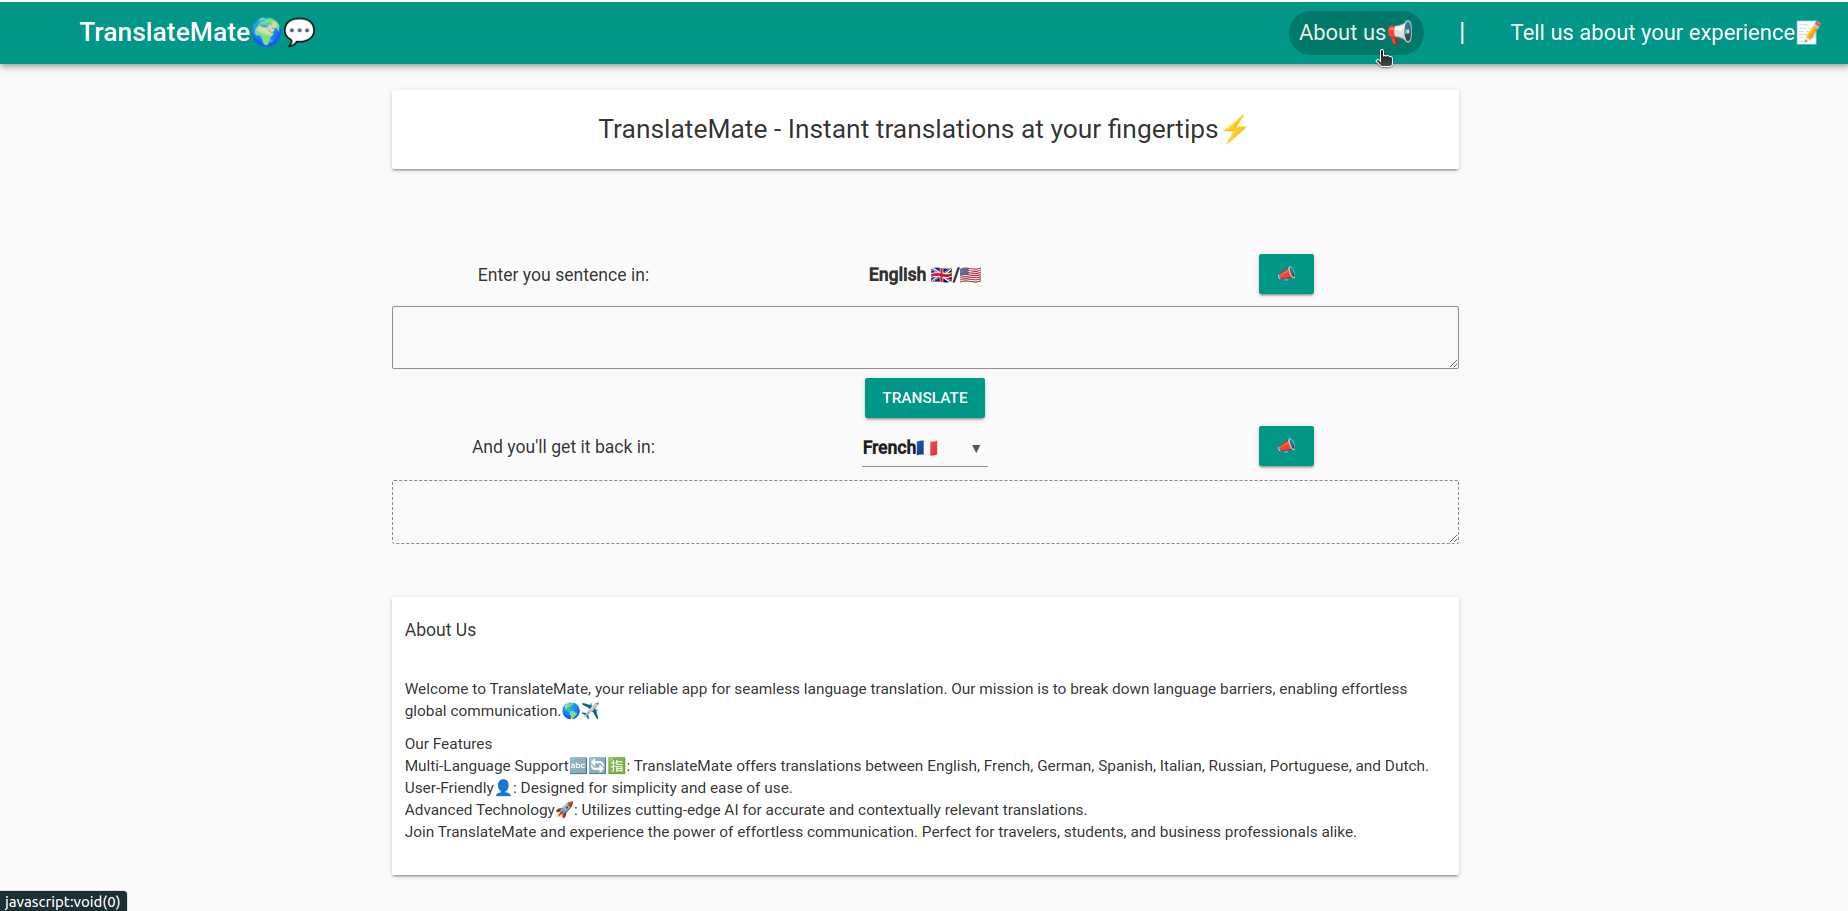 TranslateMate🌍💬
About us📢 | Tell us about your experience📝
TranslateMate - Instant translations at your fingertips⚡
Enter you sentence in: English 🇬🇧/🇺🇸
TRANSLATE
And you'll get it back in: French🇫🇷
About Us
Welcome to TranslateMate, your reliable app for seamless language translation. Our mission is to break down language barriers, enabling effortless
global communication.🌎✈️
Our Features
Multi-Language Support🔤🔄🈯: TranslateMate offers translations between English, French, German, Spanish, Italian, Russian, Portuguese, and Dutch.
User-Friendly👤: Designed for simplicity and ease of use.
Advanced Technology🚀: Utilizes cutting-edge AI for accurate and contextually relevant translations.
Join TranslateMate and experience the power of effortless communication. Perfect for travelers, students, and business professionals alike.
javascript:void(0)